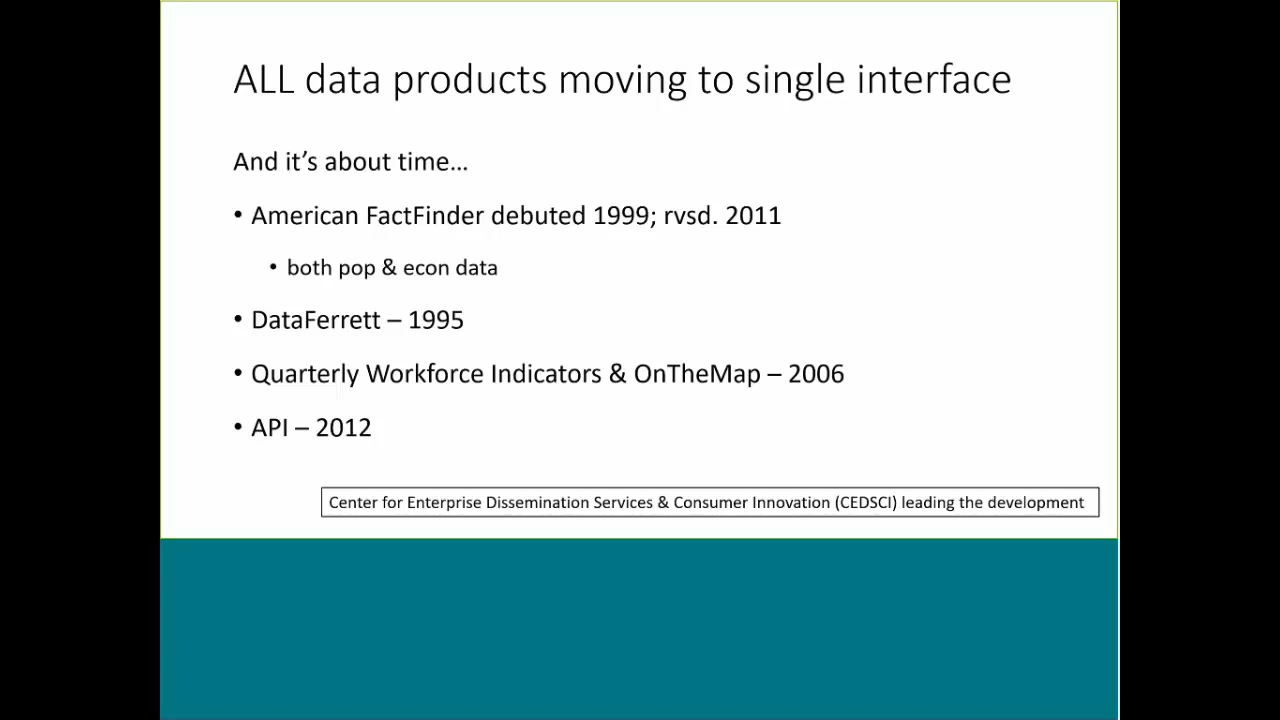 ALL data products moving to single interface
And it’s about time…
• American FactFinder debuted 1999; rvsd. 2011
• both pop & econ data
• DataFerrett – 1995
• Quarterly Workforce Indicators & OnTheMap – 2006
• API – 2012
Center for Enterprise Dissemination Services & Consumer Innovation (CEDSCI) leading the development